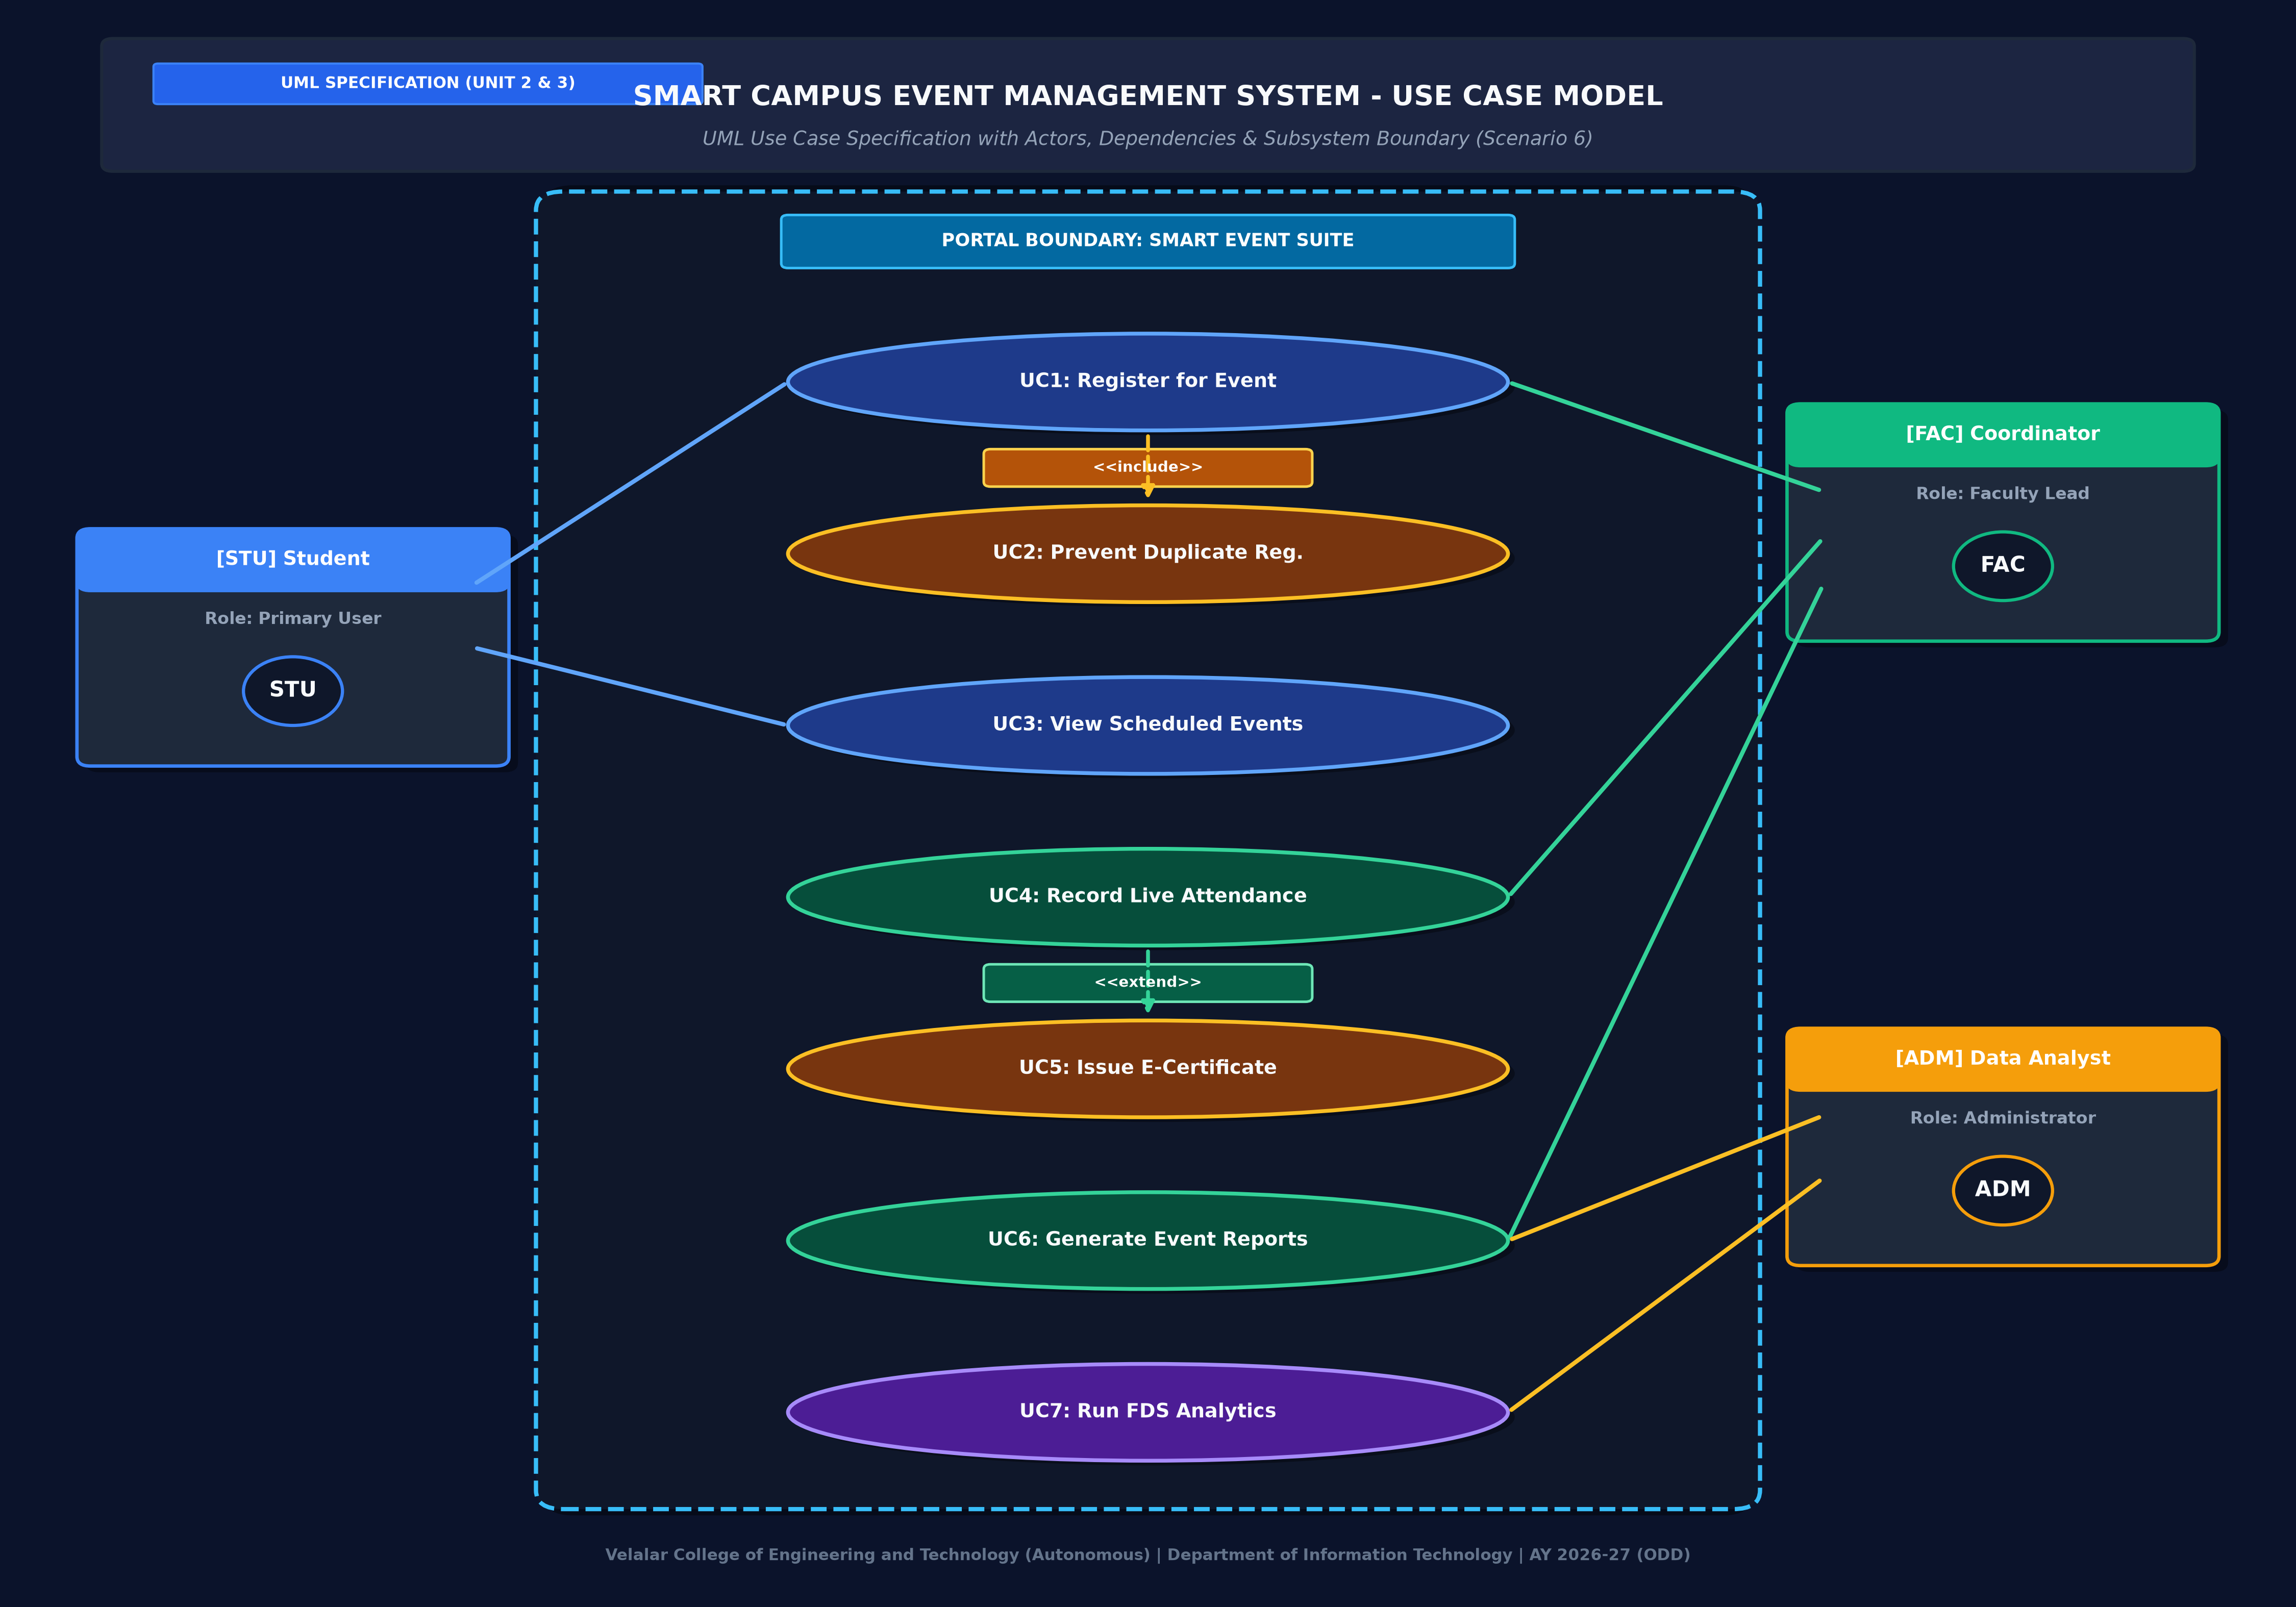 UML SPECIFICATION (UNIT 2 & 3)
SMART CAMPUS EVENT MANAGEMENT SYSTEM - USE CASE MODEL
UML Use Case Specification with Actors, Dependencies & Subsystem Boundary (Scenario 6)
PORTAL BOUNDARY: SMART EVENT SUITE
UC1: Register for Event
<<include>>
UC2: Prevent Duplicate Reg.
UC3: View Scheduled Events
UC4: Record Live Attendance
<<extend>>
UC5: Issue E-Certificate
UC6: Generate Event Reports
UC7: Run FDS Analytics
[STU] Student
Role: Primary User
STU
[FAC] Coordinator
Role: Faculty Lead
FAC
[ADM] Data Analyst
Role: Administrator
ADM
Velalar College of Engineering and Technology (Autonomous) | Department of Information Technology | AY 2026-27 (ODD)